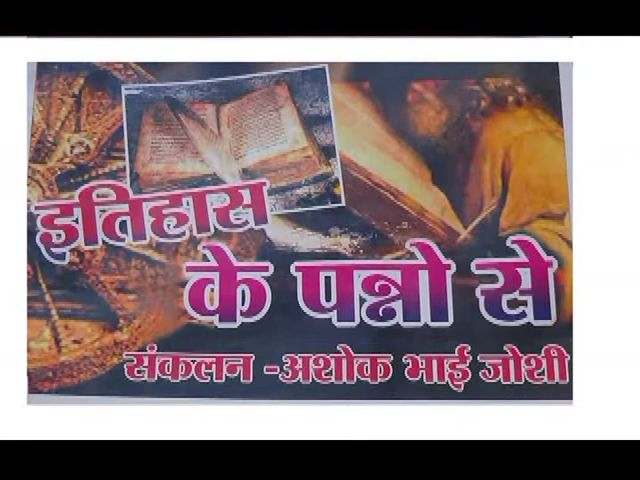 इतिहास
के पन्नो से
संकलन -अशोक भाई जोशी